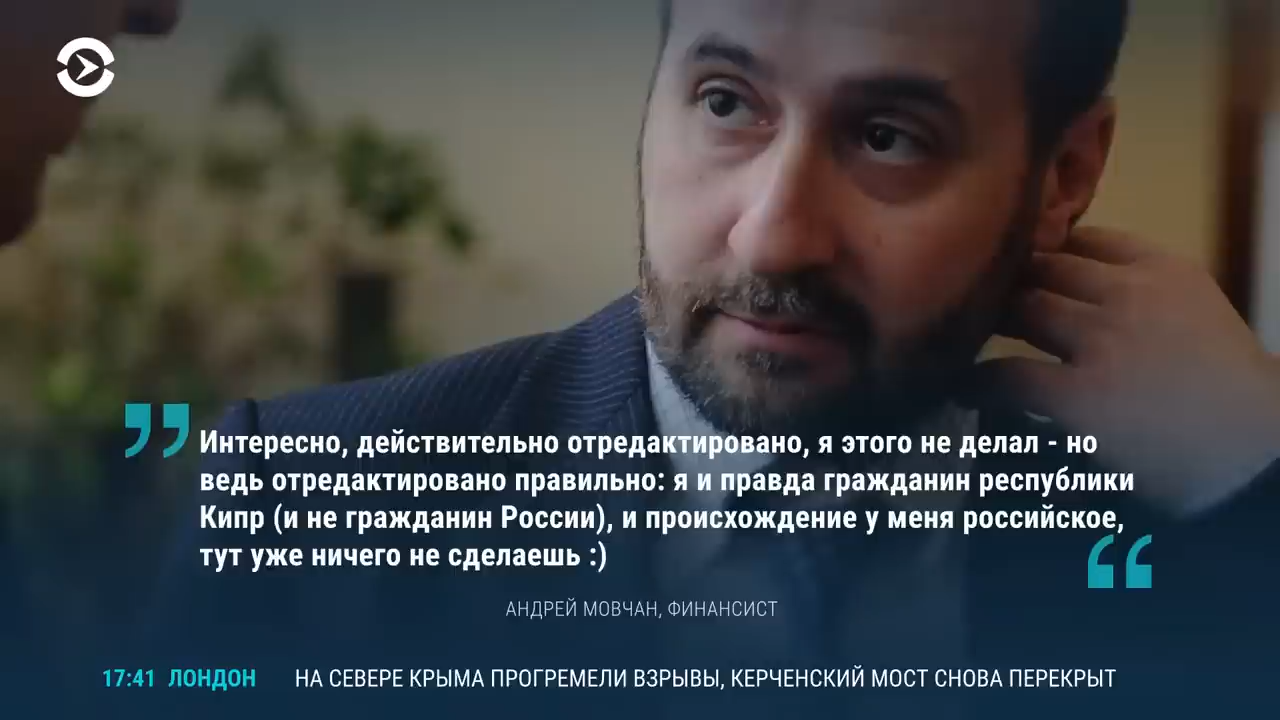 Интересно, действительно отредактировано, я этого не делал - но
ведь отредактировано правильно: я и правда гражданин республики
Кипр (и не гражданин России), и происхождение у меня российское,
тут уже ничего не сделаешь :)
АНДРЕЙ МОВЧАН, ФИНАНСИСТ
17:41 ЛОНДОН НА СЕВЕРЕ КРЫМА ПРОГРЕМЕЛИ ВЗРЫВЫ, КЕРЧЕНСКИЙ МОСТ СНОВА ПЕРЕКРЫТ